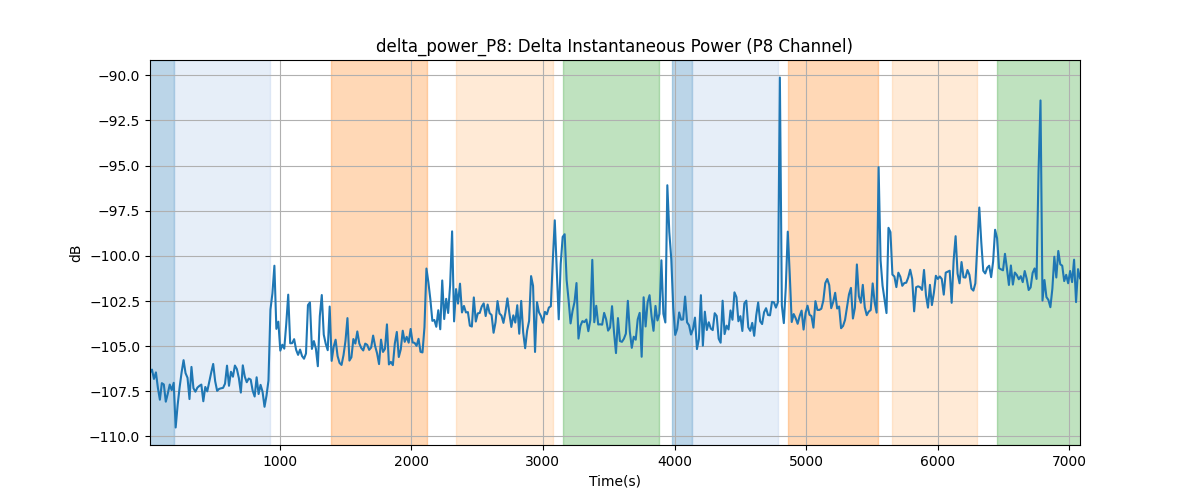 delta_power_P8: Delta Instantaneous Power (P8 Channel)
−90.0
−92.5
−95.0
−97.5
−100.0
−102.5
−105.0
−107.5
−110.0
dB
1000 2000 3000 4000 5000 6000 7000
Time(s)